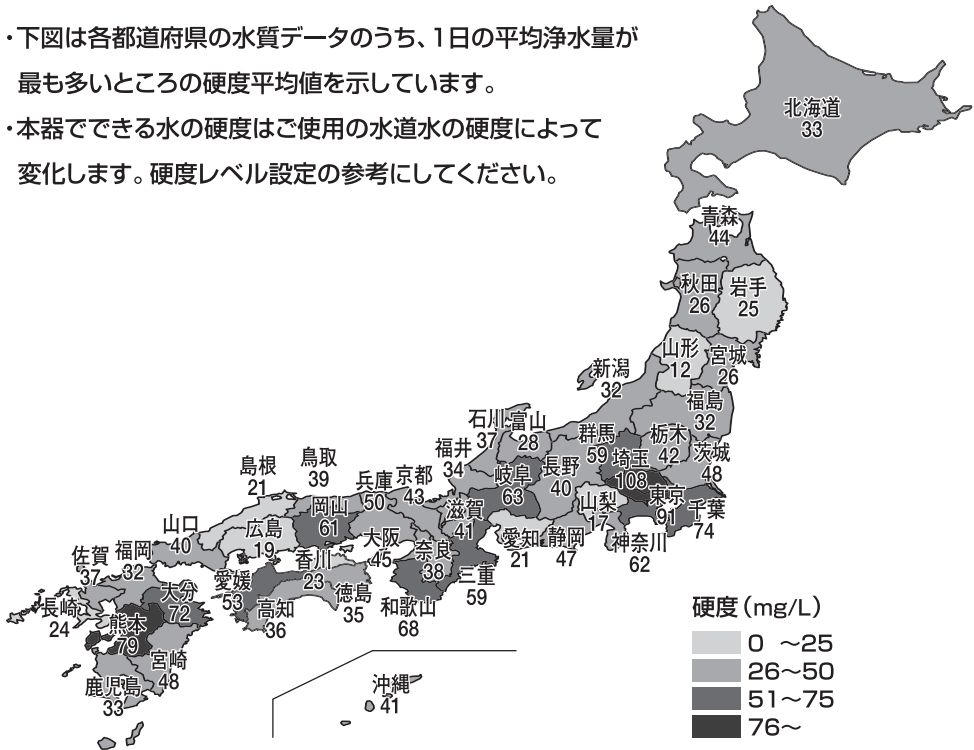 ・下図は各都道府県の水質データのうち、1日の平均浄水量が
最も多いところの硬度平均値を示しています。
・本器でできる水の硬度はご使用の水道水の硬度によって
変化します。硬度レベル設定の参考にしてください。
北海道
33
青森
44
秋田
26
岩手
25
山形
12
宮城
26
新潟
32
福島
32
石川
37
富山
28
群馬
59
栃木
42
茨城
48
福井
34
岐阜
63
長野
40
埼玉
108
山梨
17
東京
91
千葉
74
島根
21
鳥取
39
兵庫
50
京都
43
滋賀
41
愛知
21
静岡
47
神奈川
62
岡山
61
広島
19
山口
40
大阪
45
奈良
38
三重
59
和歌山
68
香川
23
徳島
35
愛媛
53
高知
36
福岡
32
佐賀
37
大分
72
長崎
24
熊本
79
宮崎
48
鹿児島
33
沖縄
41
硬度(mg/L)
0 ~25
26~50
51~75
76~